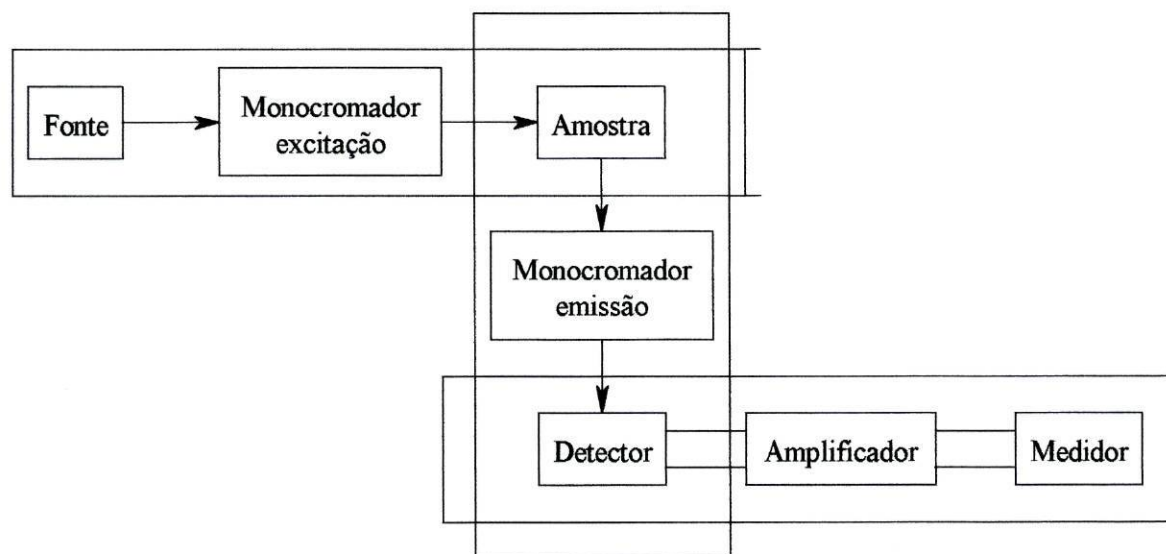 Fonte
Monocromador
excitação
Amostra
Monocromador
emissão
Detector
Amplificador
Medidor